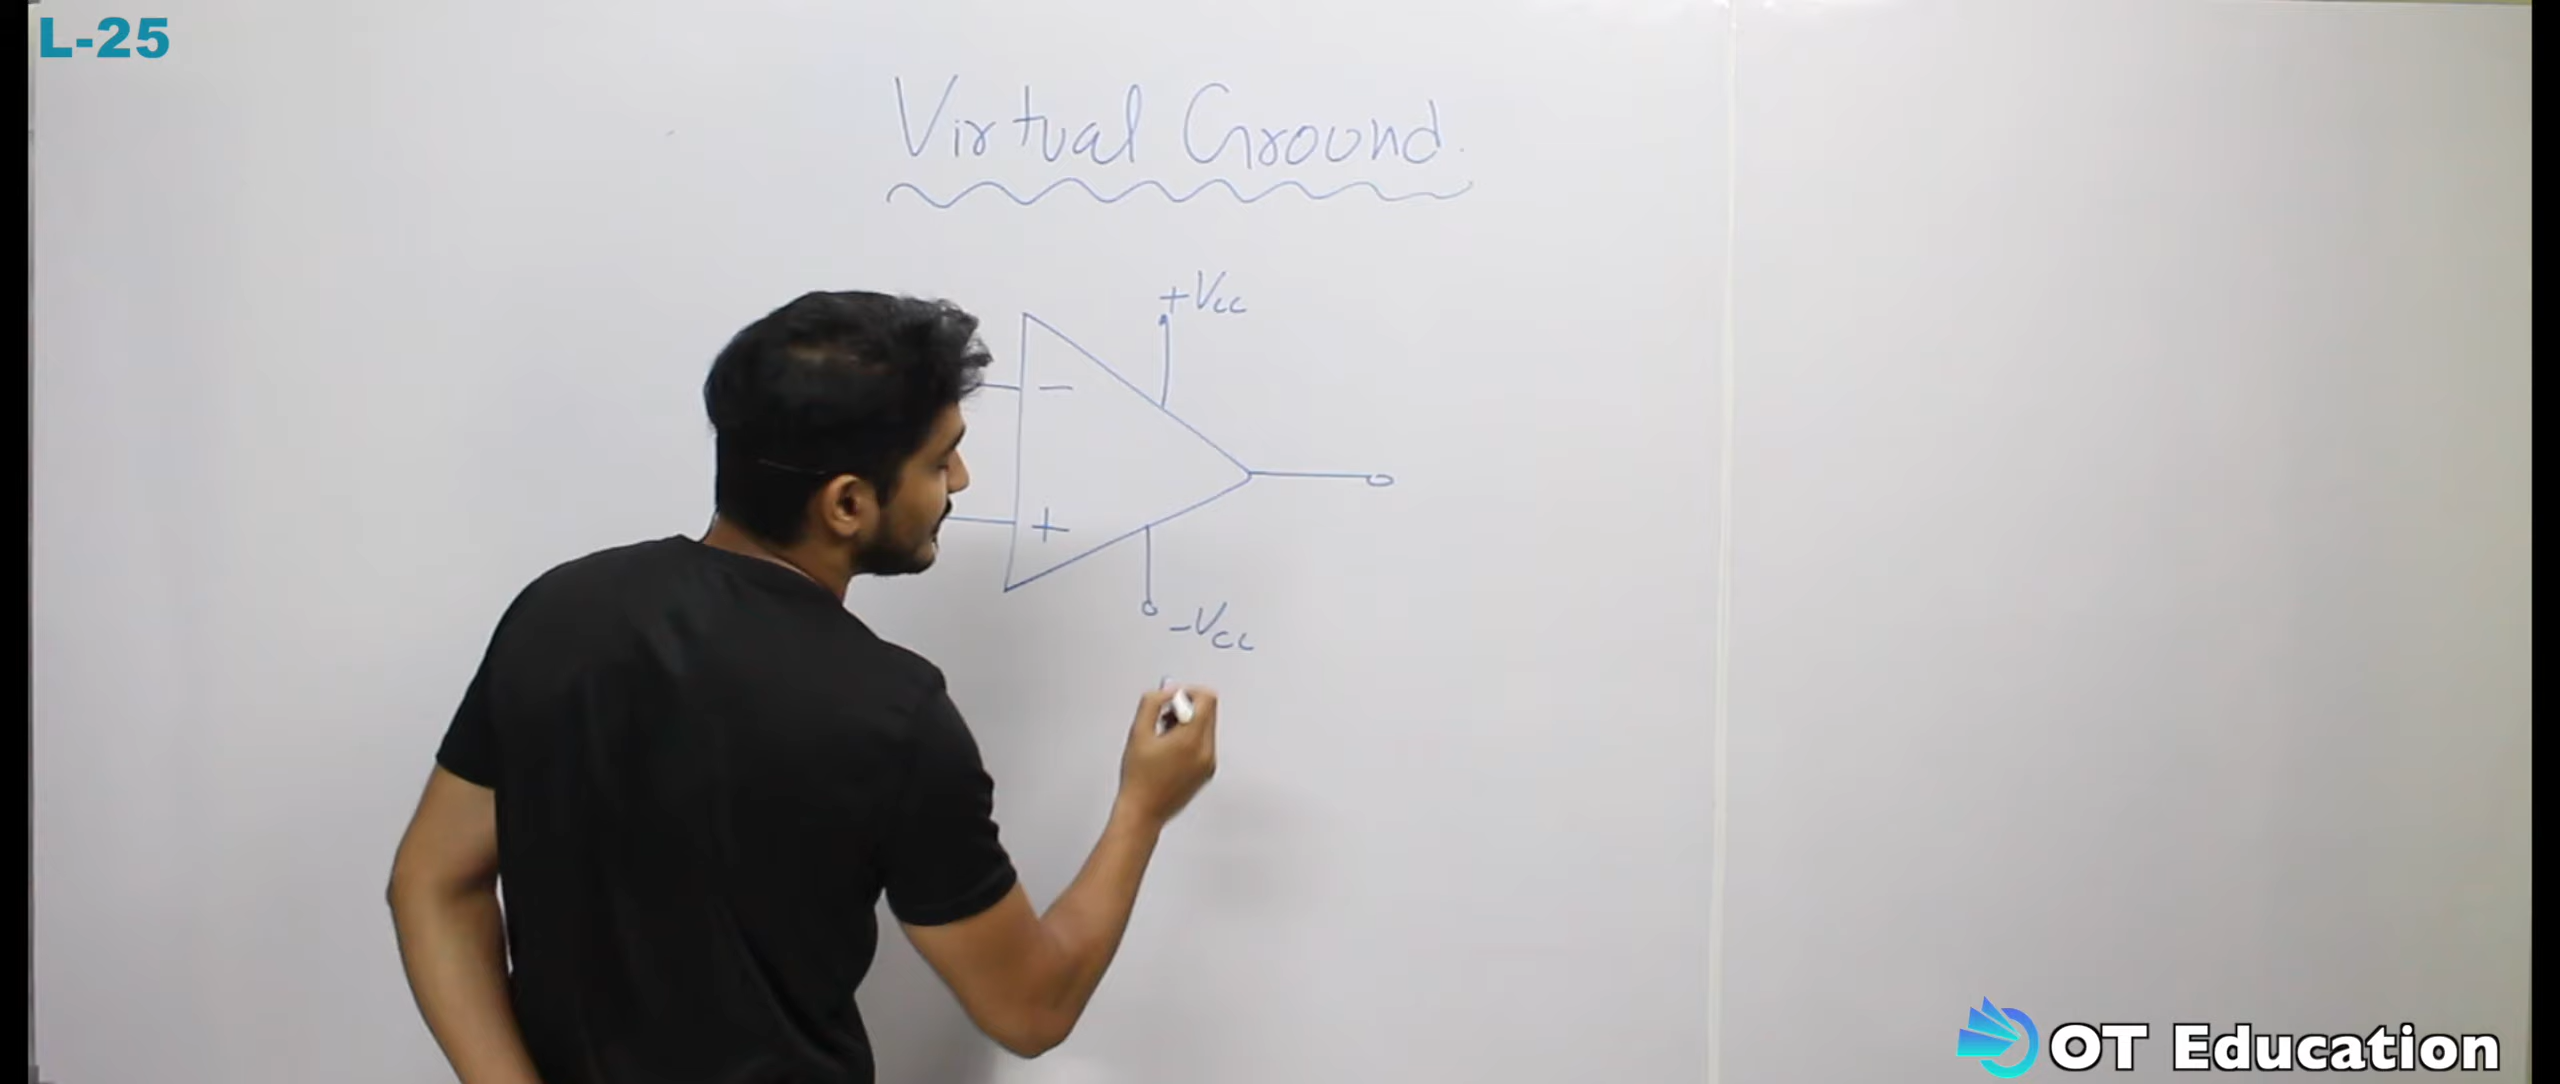 L-25
Virtual Ground.
+Vcc
-
+
-Vcc
OT Education